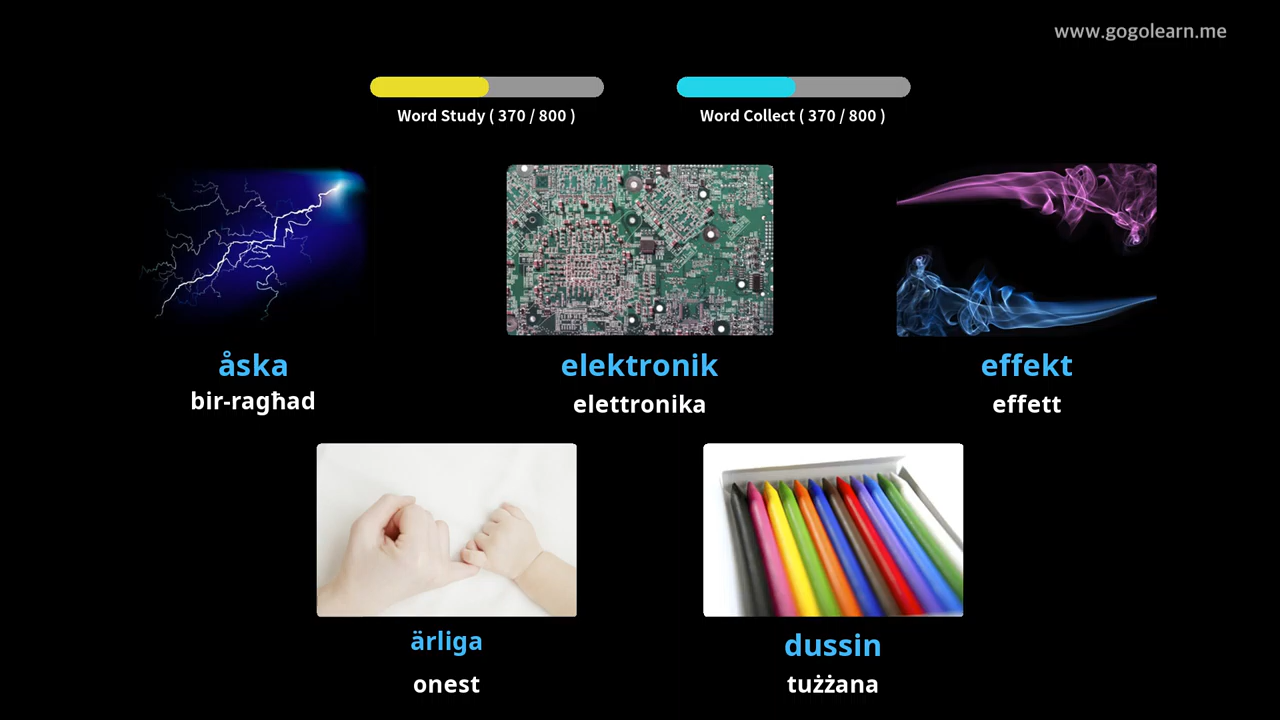 www.gogolearn.me
Word Study ( 370 / 800 )
Word Collect ( 370 / 800 )
åska
bir-ragħad
elektronik
elettronika
effekt
effett
ärliga
onest
dussin
tużżana